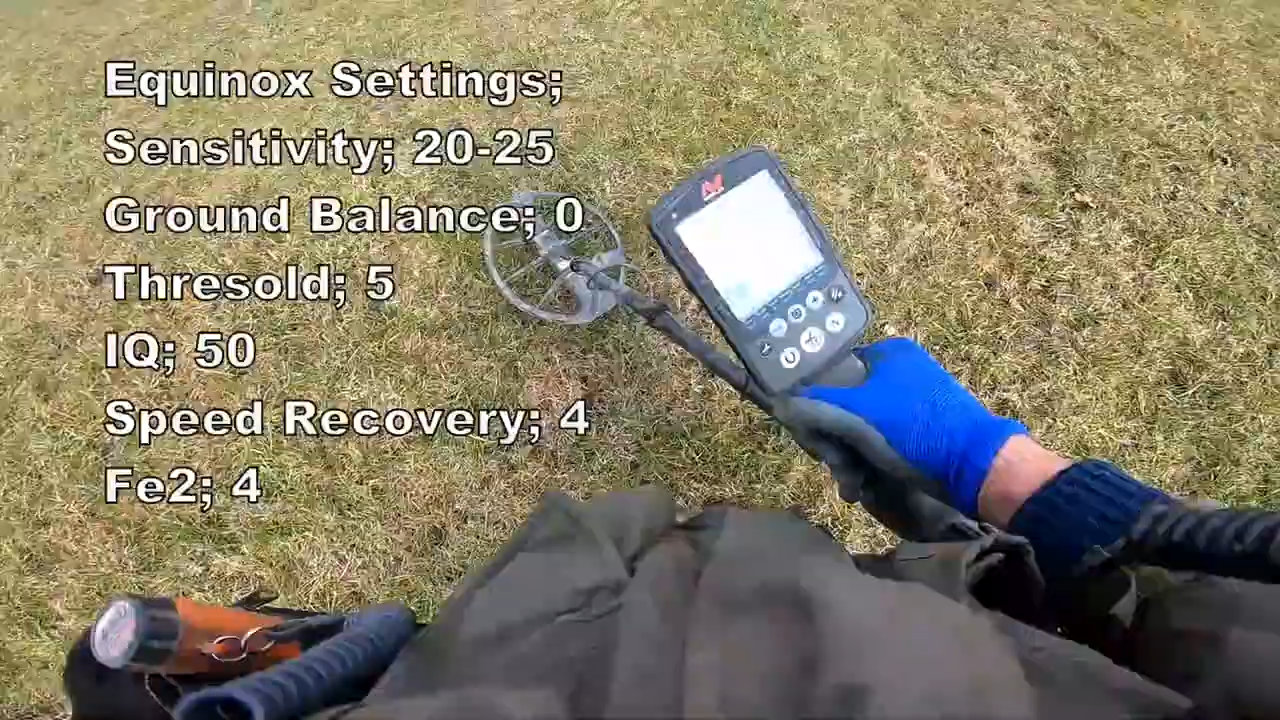 Equinox Settings;
Sensitivity; 20-25
Ground Balance; 0
Thresold; 5
IQ; 50
Speed Recovery; 4
Fe2; 4